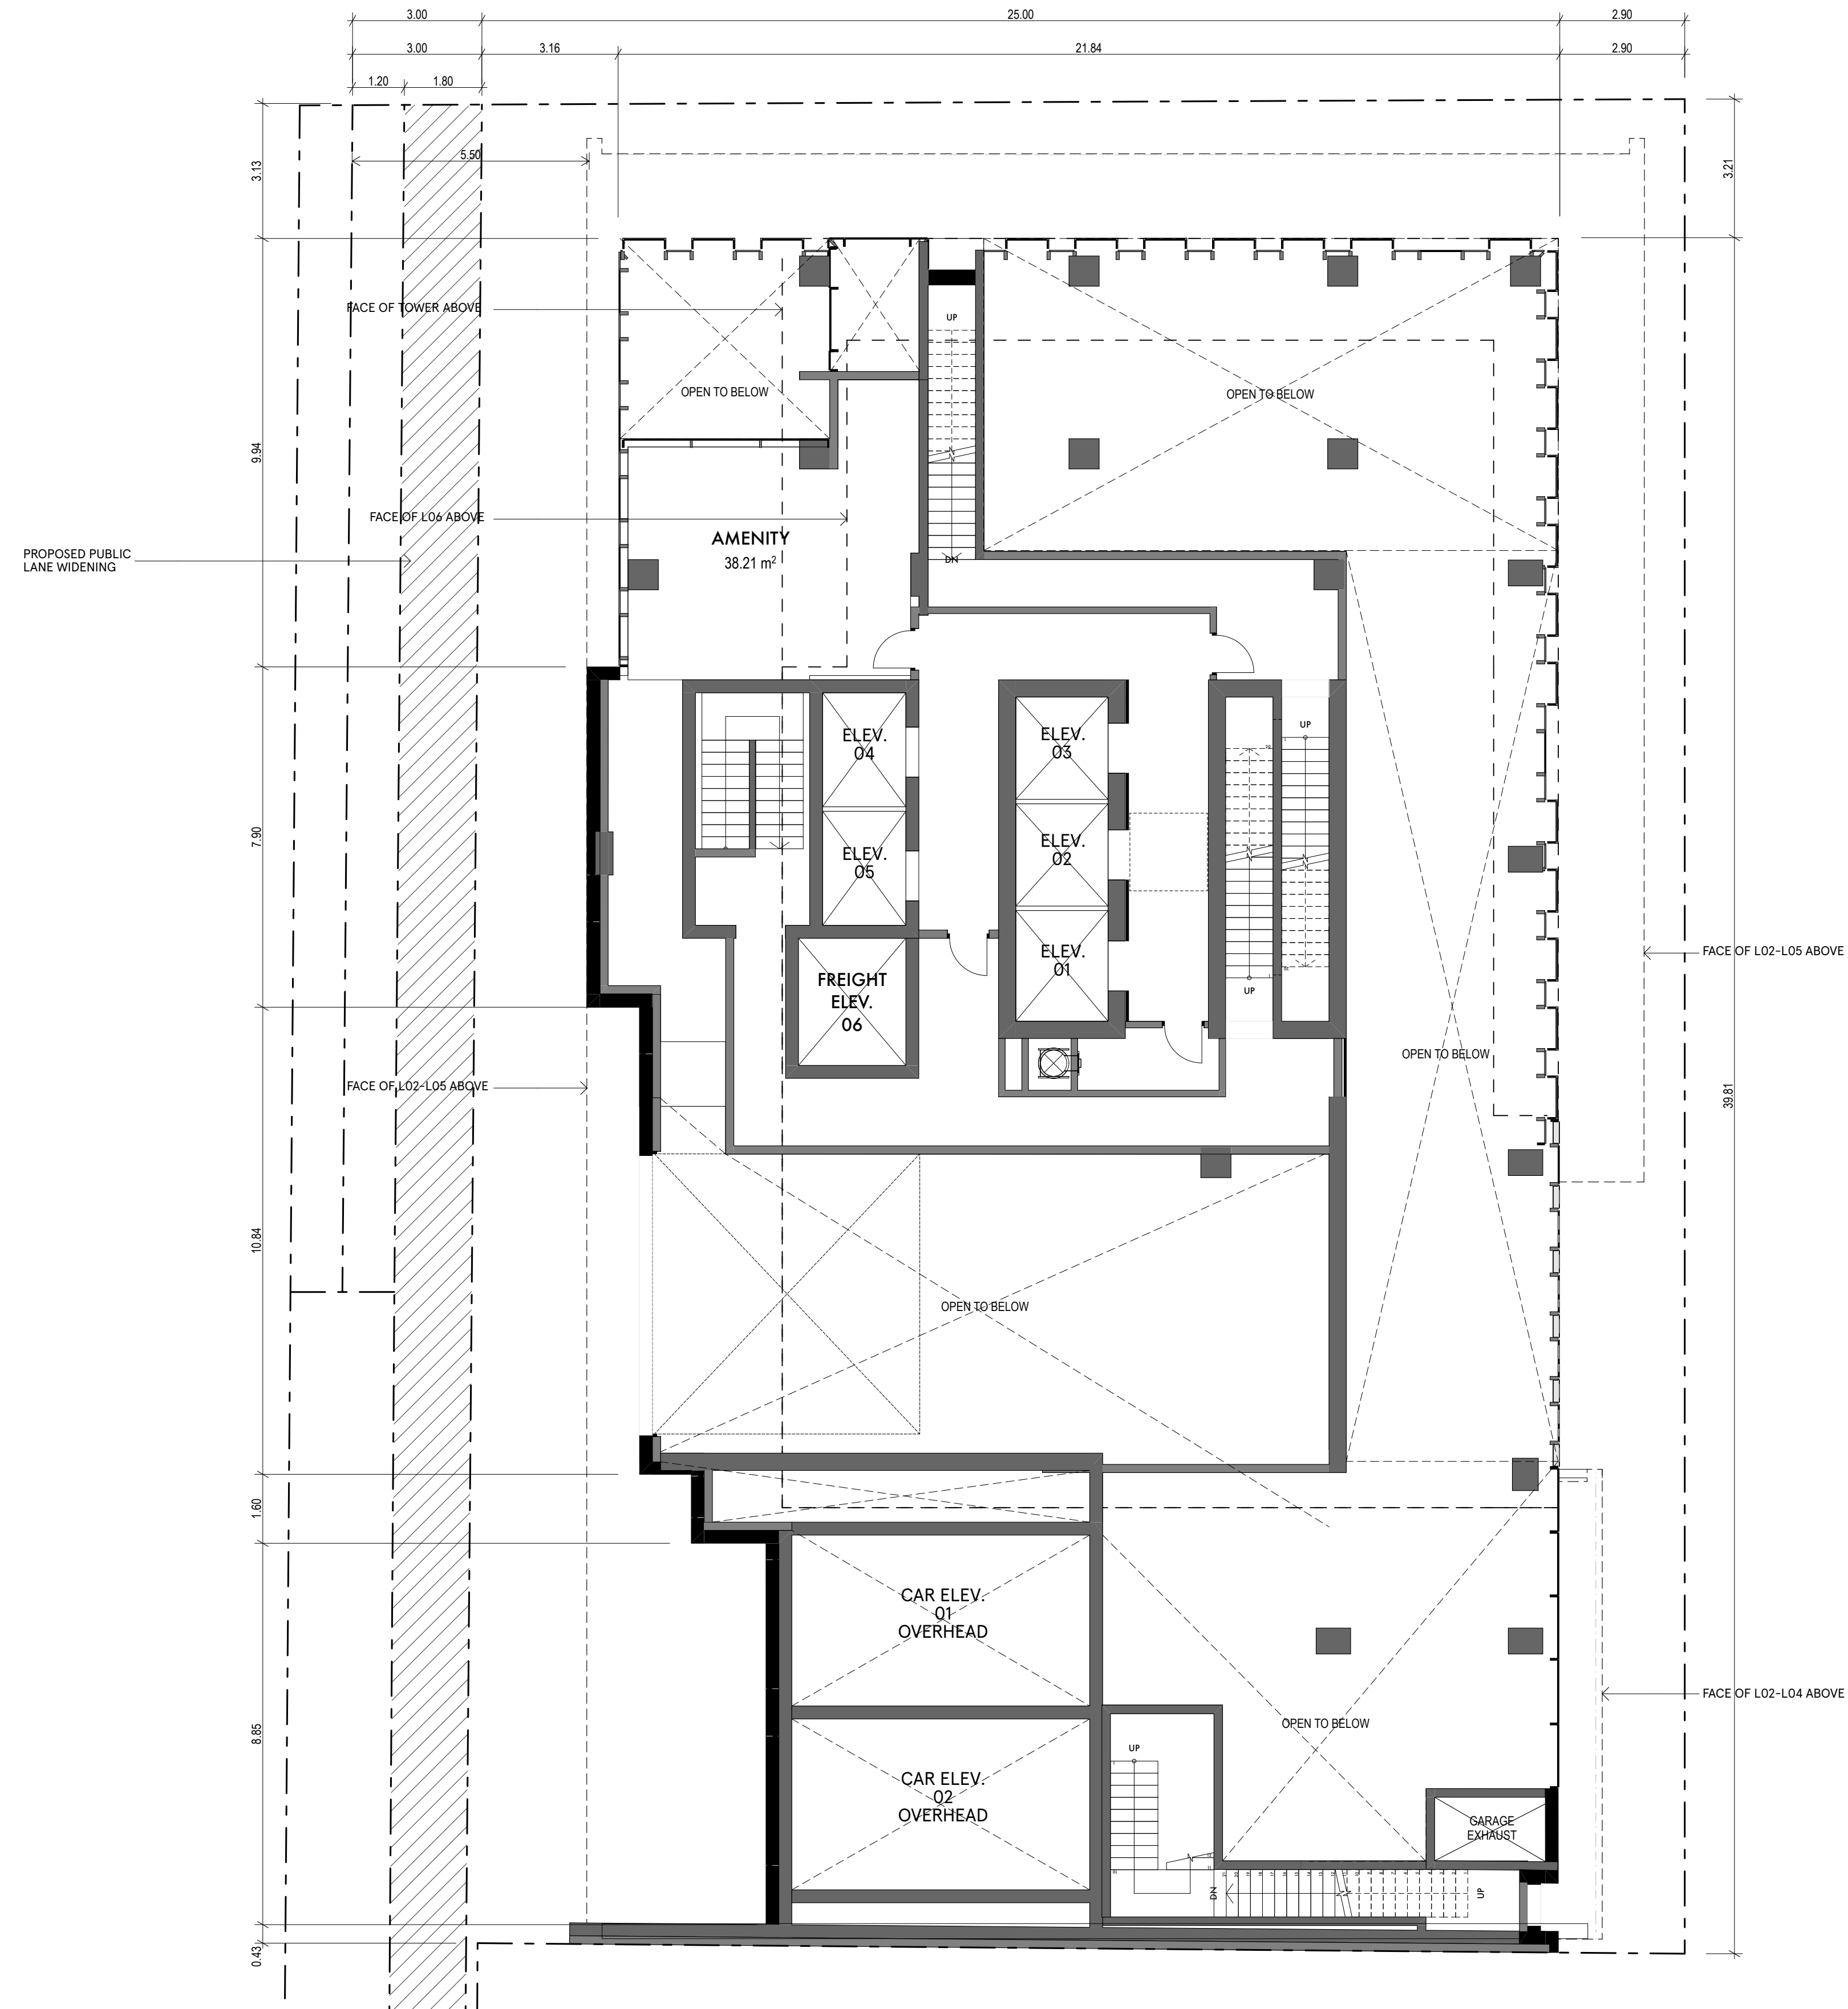 3.00
25.00
2.90
3.00
3.16
21.84
2.90
1.20
1.80
5.50
3.13
3.21
FACE OF TOWER ABOVE
UP
OPEN TO BELOW
OPEN TO BELOW
9.94
FACE OF L06 ABOVE
AMENITY
38.21 m²
PROPOSED PUBLIC
LANE WIDENING
DN
ELEV.
04
ELEV.
03
UP
7.90
ELEV.
05
ELEV.
02
ELEV.
01
FACE OF L02-L05 ABOVE
FREIGHT
ELEV.
06
UP
OPEN TO BELOW
FACE OF L02-L05 ABOVE
39.81
10.84
OPEN TO BELOW
1.60
CAR ELEV.
01
OVERHEAD
FACE OF L02-L04 ABOVE
8.85
OPEN TO BELOW
UP
CAR ELEV.
02
OVERHEAD
GARAGE
EXHAUST
DN
UP
0.43